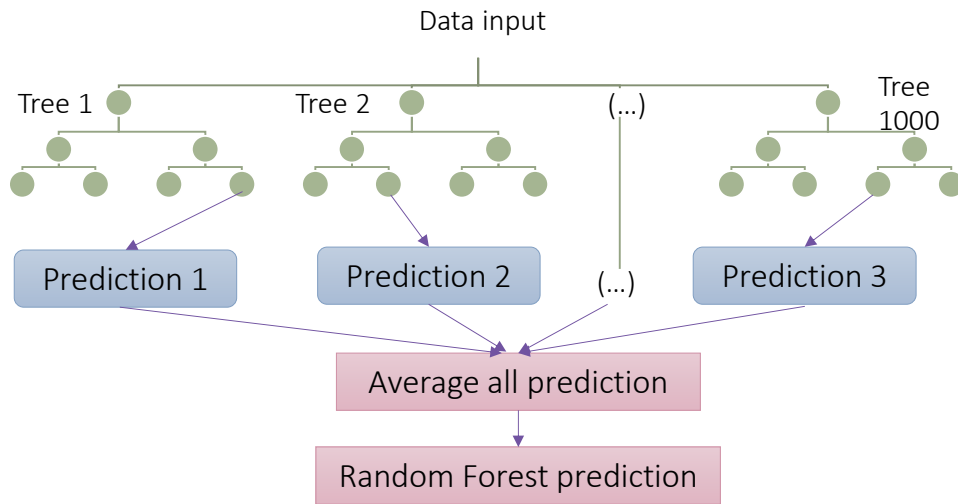 Data input
Tree 1
Tree 2
(...)
Tree
1000
Prediction 1
Prediction 2
(...)
Prediction 3
Average all prediction
Random Forest prediction